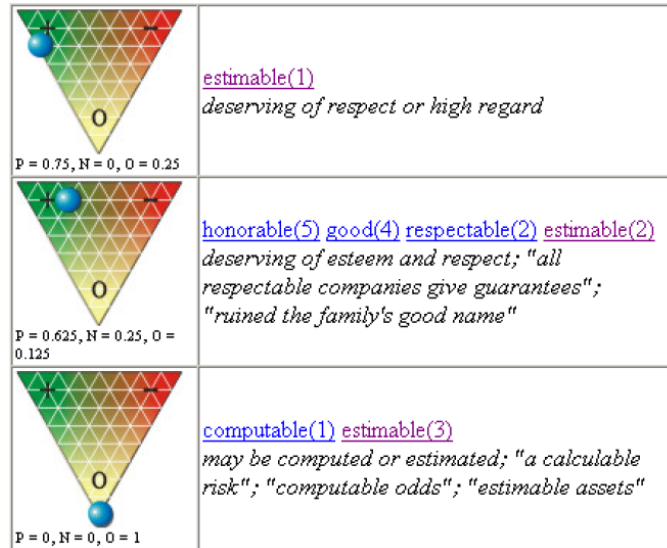 + −
O
P = 0.75, N = 0, O = 0.25
estimable(1)
deserving of respect or high regard
+ −
O
P = 0.625, N = 0.25, O =
0.125
honorable(5) good(4) respectable(2) estimable(2)
deserving of esteem and respect; "all
respectable companies give guarantees";
"ruined the family's good name"
+ −
O
P = 0, N = 0, O = 1
computable(1) estimable(3)
may be computed or estimated; "a calculable
risk"; "computable odds"; "estimable assets"